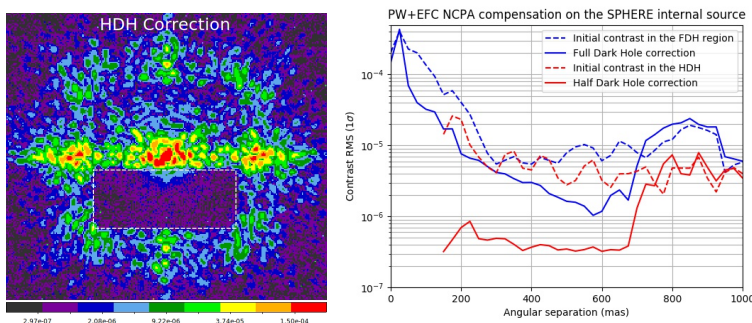 HDH Correction
2.97e-07 2.08e-06 9.22e-06 3.74e-05 1.50e-04
PW+EFC NCPA compensation on the SPHERE internal source
Initial contrast in the FDH region
Full Dark Hole correction
Initial contrast in the HDH
Half Dark Hole correction
Contrast RMS (1σ)
10⁻⁴
10⁻⁵
10⁻⁶
10⁻⁷
0 200 400 600 800 1000
Angular separation (mas)